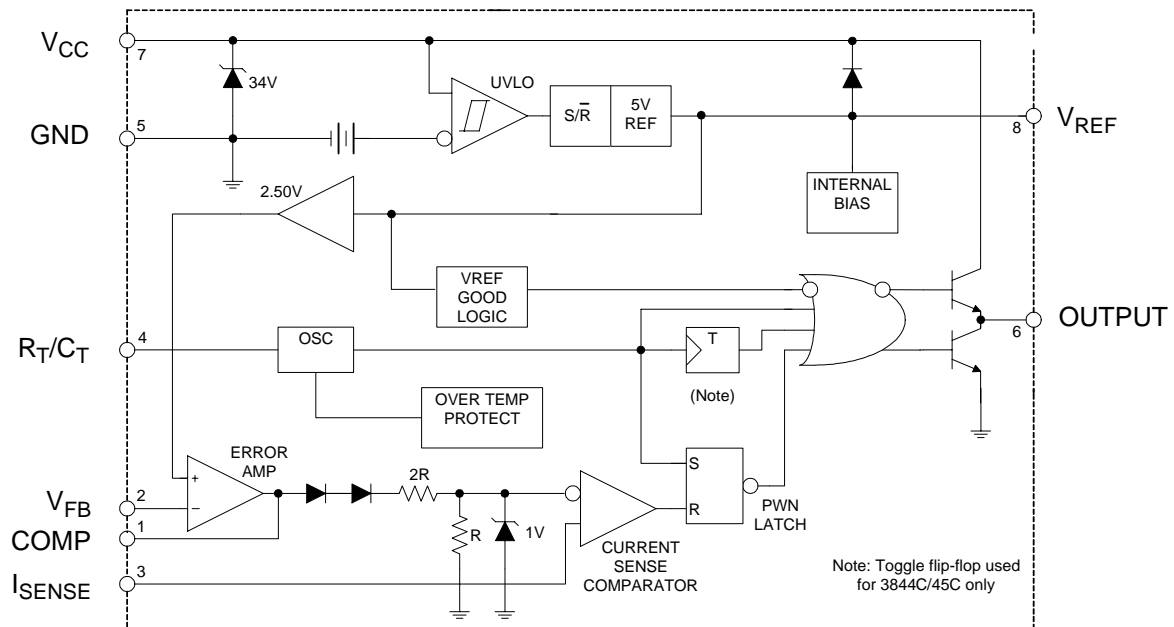 VCC
7
34V
UVLO
S/R̅
5V
REF
8
VREF
GND
5
2.50V
INTERNAL
BIAS
VREF
GOOD
LOGIC
OUTPUT
6
RT/CT
4
OSC
T
(Note)
OVER TEMP
PROTECT
ERROR
AMP
2R
S
R
PWN
LATCH
+
−
VFB
2
COMP
1
R
1V
CURRENT
SENSE
COMPARATOR
ISENSE
3
Note: Toggle flip-flop used
for 3844C/45C only